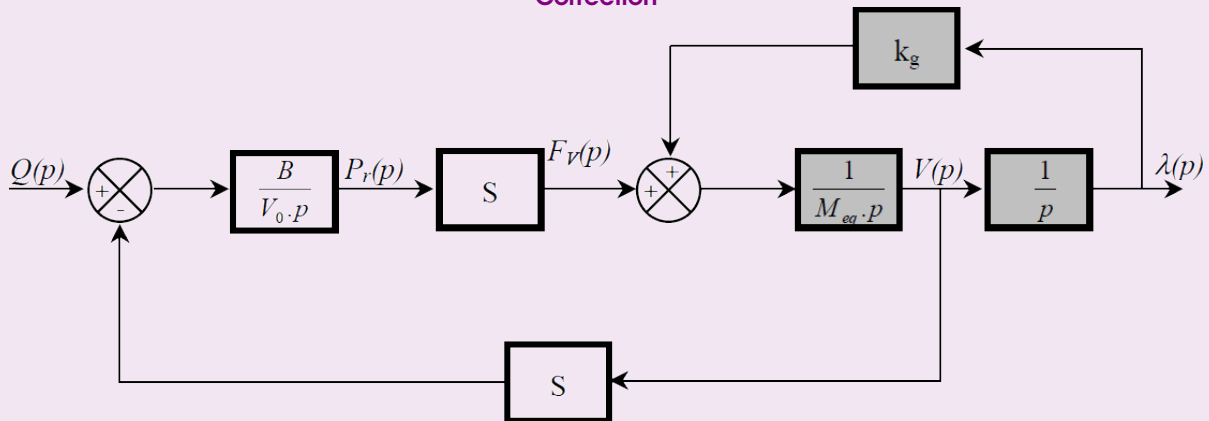 Correction
k_g
Q(p)
+
-
B
V_0 . p
P_r(p)
S
F_V(p)
+
+
1
M_eq . p
V(p)
1
p
λ(p)
S